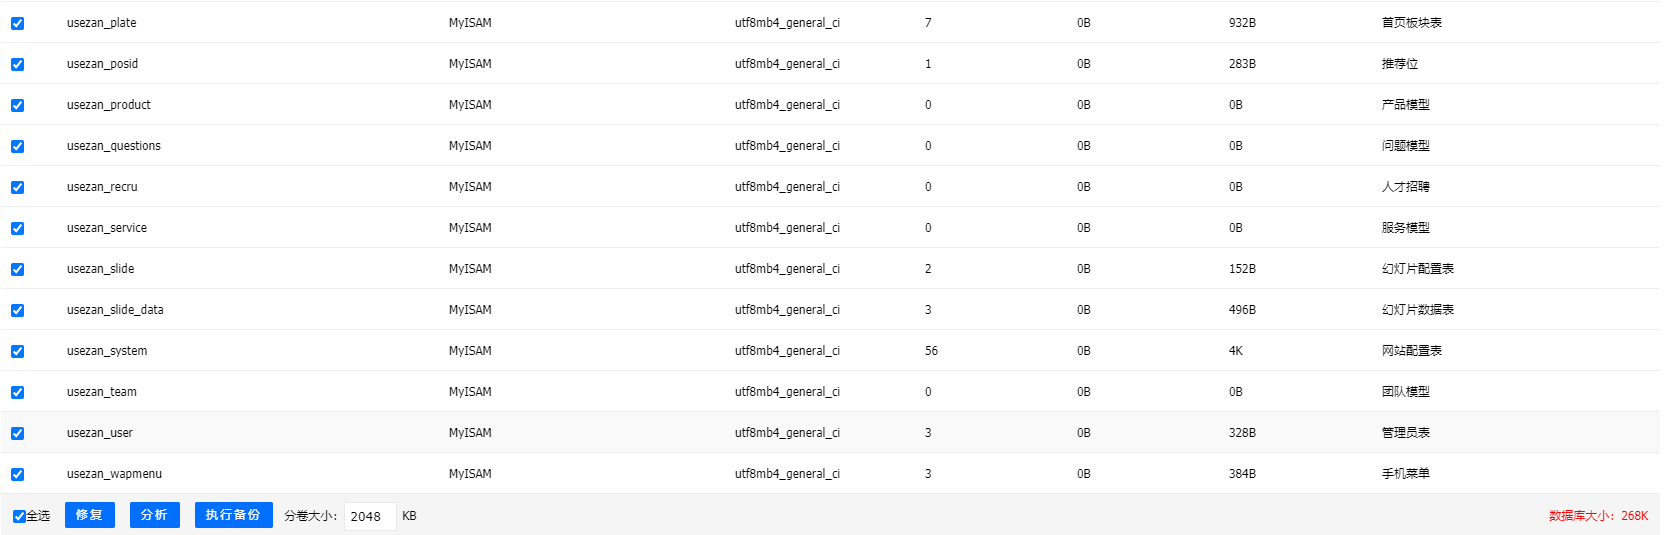 usezan_plate MyISAM utf8mb4_general_ci 7 0B 932B 首页板块表
usezan_posid MyISAM utf8mb4_general_ci 1 0B 283B 推荐位
usezan_product MyISAM utf8mb4_general_ci 0 0B 0B 产品模型
usezan_questions MyISAM utf8mb4_general_ci 0 0B 0B 问题模型
usezan_recru MyISAM utf8mb4_general_ci 0 0B 0B 人才招聘
usezan_service MyISAM utf8mb4_general_ci 0 0B 0B 服务模型
usezan_slide MyISAM utf8mb4_general_ci 2 0B 152B 幻灯片配置表
usezan_slide_data MyISAM utf8mb4_general_ci 3 0B 496B 幻灯片数据表
usezan_system MyISAM utf8mb4_general_ci 56 0B 4K 网站配置表
usezan_team MyISAM utf8mb4_general_ci 0 0B 0B 团队模型
usezan_user MyISAM utf8mb4_general_ci 3 0B 328B 管理员表
usezan_wapmenu MyISAM utf8mb4_general_ci 3 0B 384B 手机菜单
全选 修复 分析 执行备份 分卷大小： 2048 KB 数据库大小：268K